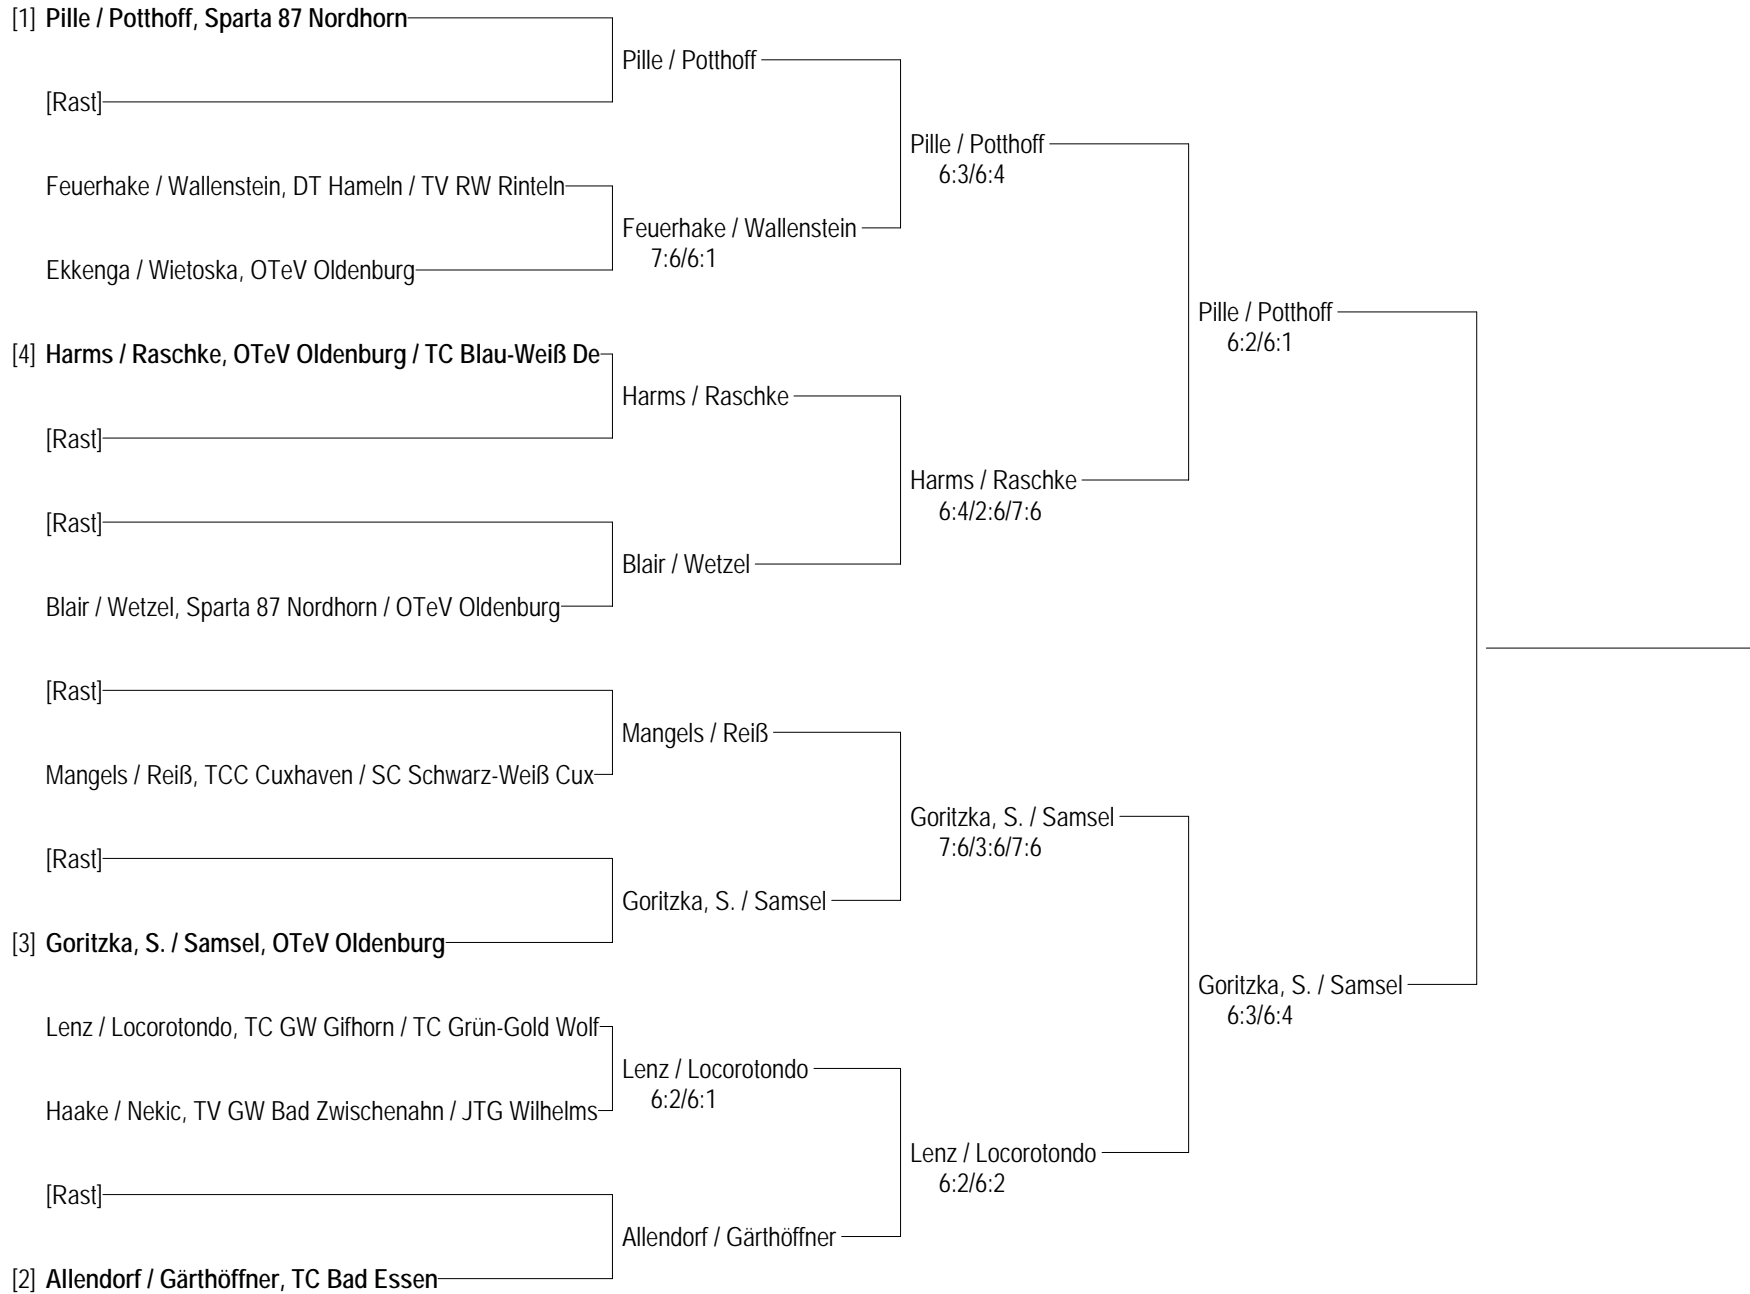 [1] Pille / Potthoff, Sparta 87 Nordhorn
Pille / Potthoff
[Rast]
Pille / Potthoff
6:3/6:4
Feuerhake / Wallenstein, DT Hameln / TV RW Rinteln
Feuerhake / Wallenstein
7:6/6:1
Ekkenga / Wietoska, OTeV Oldenburg
Pille / Potthoff
6:2/6:1
[4] Harms / Raschke, OTeV Oldenburg / TC Blau-Weiß De
Harms / Raschke
[Rast]
Harms / Raschke
6:4/2:6/7:6
[Rast]
Blair / Wetzel
Blair / Wetzel, Sparta 87 Nordhorn / OTeV Oldenburg
[Rast]
Mangels / Reiß
Mangels / Reiß, TCC Cuxhaven / SC Schwarz-Weiß Cux
Goritzka, S. / Samsel
7:6/3:6/7:6
[Rast]
Goritzka, S. / Samsel
[3] Goritzka, S. / Samsel, OTeV Oldenburg
Goritzka, S. / Samsel
6:3/6:4
Lenz / Locorotondo, TC GW Gifhorn / TC Grün-Gold Wolf
Lenz / Locorotondo
6:2/6:1
Haake / Nekic, TV GW Bad Zwischenahn / JTG Wilhelms
Lenz / Locorotondo
6:2/6:2
[Rast]
Allendorf / Gärthöffner
[2] Allendorf / Gärthöffner, TC Bad Essen